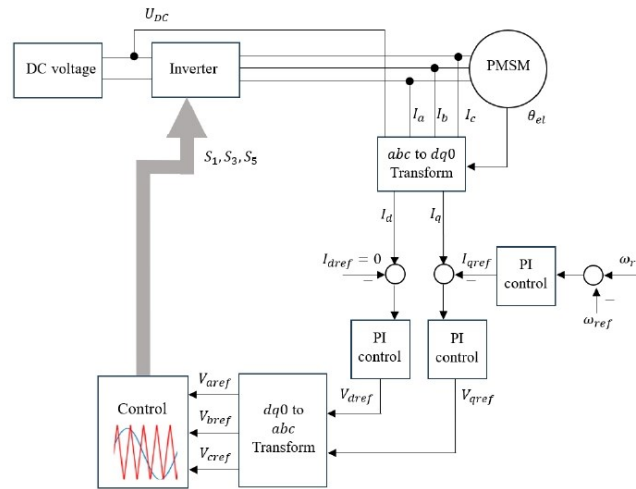 U_DC
DC voltage
Inverter
PMSM
I_a
I_b
I_c
θ_el
S_1, S_3, S_5
abc to dq0
Transform
I_d
I_q
I_dref = 0
−
−
I_qref
PI
control
ω_r
−
ω_ref
PI
control
PI
control
V_dref
V_qref
Control
V_aref
V_bref
V_cref
dq0 to
abc
Transform